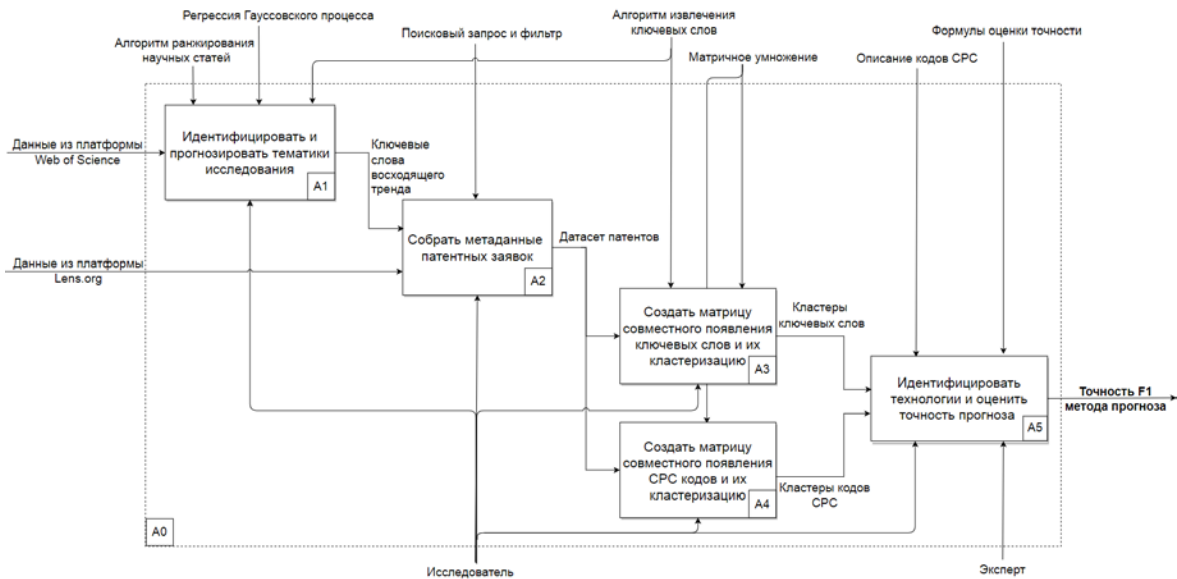 Регрессия Гауссовского процесса
Алгоритм ранжирования
научных статей
Поисковый запрос и фильтр
Алгоритм извлечения
ключевых слов
Матричное умножение
Формулы оценки точности
Описание кодов СРС
Данные из платформы
Web of Science
Идентифицировать и
прогнозировать тематики
исследования
A1
Ключевые
слова
восходящего
тренда
Данные из платформы
Lens.org
Собрать метаданные
патентных заявок
A2
Датасет патентов
Создать матрицу
совместного появления
ключевых слов и их
кластеризацию
A3
Кластеры
ключевых слов
Создать матрицу
совместного появления
СРС кодов и их
кластеризацию
A4
Кластеры кодов
СРС
Идентифицировать
технологии и оценить
точность прогноза
A5
Точность F1
метода прогноза
A0
Исследователь
Эксперт